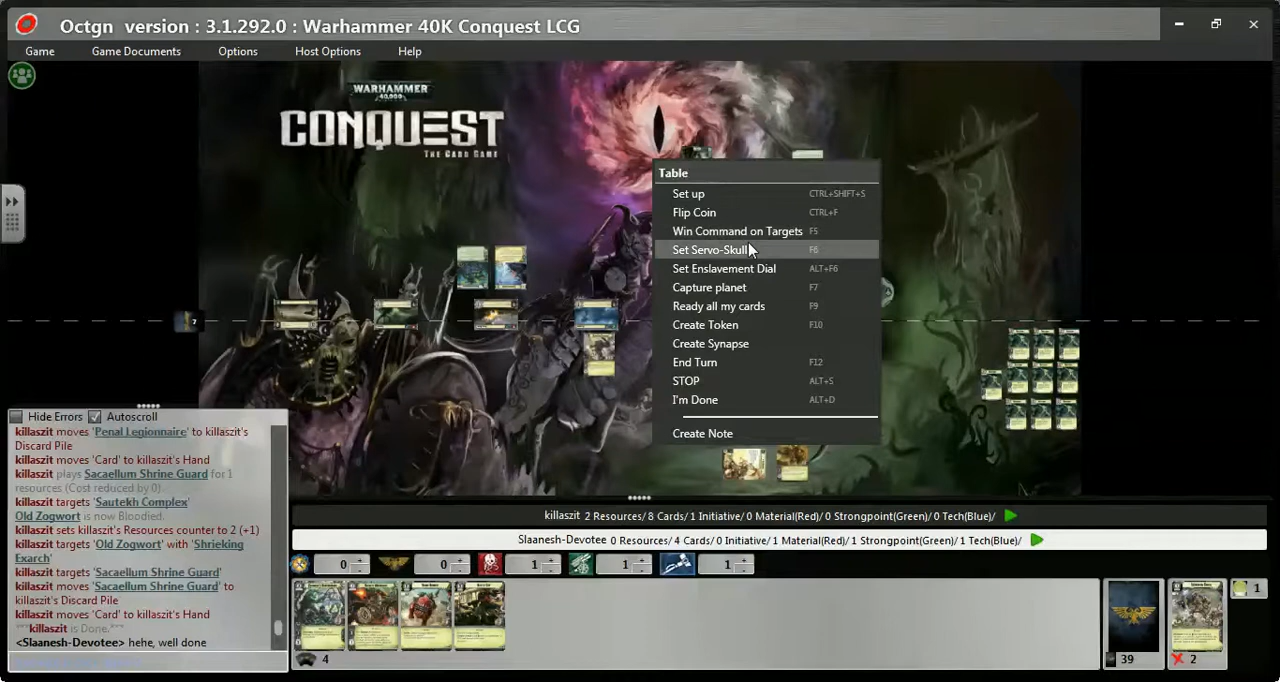 Octgn version : 3.1.292.0 : Warhammer 40K Conquest LCG
Game Game Documents Options Host Options Help
WARHAMMER
40,000
CONQUEST
THE CARD GAME
Table
Set up CTRL+SHIFT+S
Flip Coin CTRL+F
Win Command on Targets F5
Set Servo-Skull F6
Set Enslavement Dial ALT+F6
Capture planet F7
Ready all my cards F9
Create Token F10
Create Synapse
End Turn F12
STOP ALT+S
I'm Done ALT+D
Create Note
7
Hide Errors Autoscroll
killaszit moves 'Penal Legionnaire' to killaszit's
Discard Pile
killaszit moves 'Card' to killaszit's Hand
killaszit plays Sacaellum Shrine Guard for 1
resources (Cost reduced by 0)
killaszit targets 'Sautekh Complex'
Old Zogwort is now Bloodied.
killaszit sets killaszit's Resources counter to 2 (+1)
killaszit targets 'Old Zogwort' with 'Shrieking
Exarch'
killaszit targets 'Sacaellum Shrine Guard'
killaszit moves 'Sacaellum Shrine Guard' to
killaszit's Discard Pile
killaszit moves 'Card' to killaszit's Hand
***killaszit is Done.***
<Slaanesh-Devotee> hehe, well done
killaszit 2 Resources/ 8 Cards/ 1 Initiative/ 0 Material(Red)/ 0 Strongpoint(Green)/ 0 Tech(Blue)/
Slaanesh-Devotee 0 Resources/ 4 Cards/ 0 Initiative/ 1 Material(Red)/ 1 Strongpoint(Green)/ 1 Tech(Blue)/
0 0 1 1 1
1
4
39
2